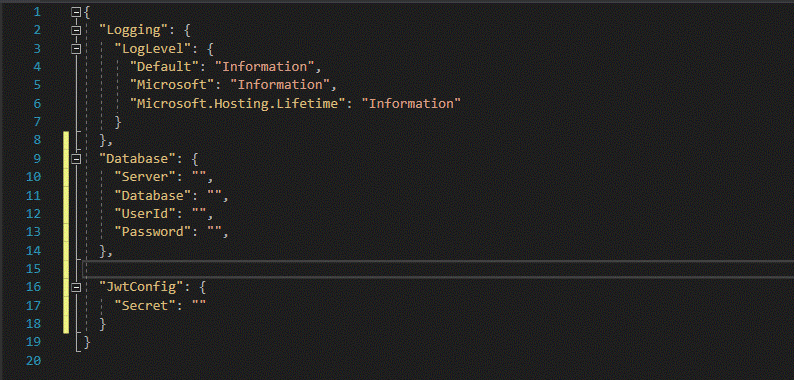 1 {
2 "Logging": {
3 "LogLevel": {
4 "Default": "Information",
5 "Microsoft": "Information",
6 "Microsoft.Hosting.Lifetime": "Information"
7 }
8 },
9 "Database": {
10 "Server": "",
11 "Database": "",
12 "UserId": "",
13 "Password": "",
14 },
15
16 "JwtConfig": {
17 "Secret": ""
18 }
19 }
20